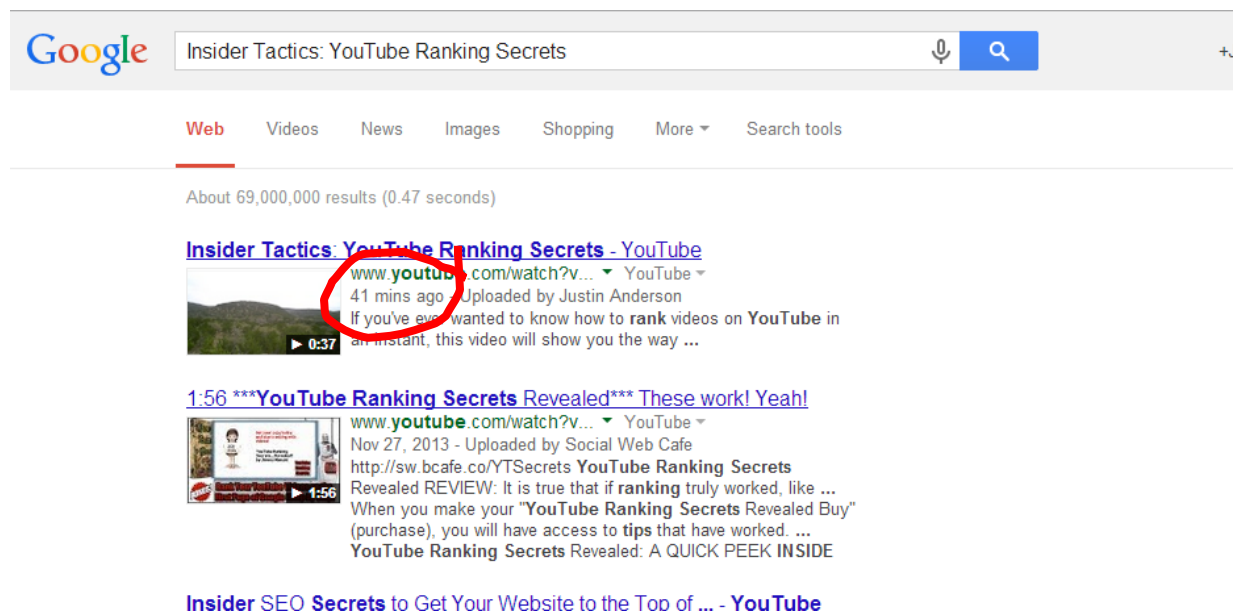 Google
Insider Tactics: YouTube Ranking Secrets
Web Videos News Images Shopping More Search tools
About 69,000,000 results (0.47 seconds)
Insider Tactics: YouTube Ranking Secrets - YouTube
www.youtube.com/watch?v... YouTube
41 mins ago - Uploaded by Justin Anderson
If you've ever wanted to know how to rank videos on YouTube in
an instant, this video will show you the way ...
0:37
1:56 ***YouTube Ranking Secrets Revealed*** These work! Yeah!
www.youtube.com/watch?v... YouTube
Nov 27, 2013 - Uploaded by Social Web Cafe
http://sw.bcafe.co/YTSecrets YouTube Ranking Secrets
Revealed REVIEW: It is true that if ranking truly worked, like ...
When you make your "YouTube Ranking Secrets Revealed Buy"
(purchase), you will have access to tips that have worked. ...
YouTube Ranking Secrets Revealed: A QUICK PEEK INSIDE
1:56
Insider SEO Secrets to Get Your Website to the Top of ... - YouTube